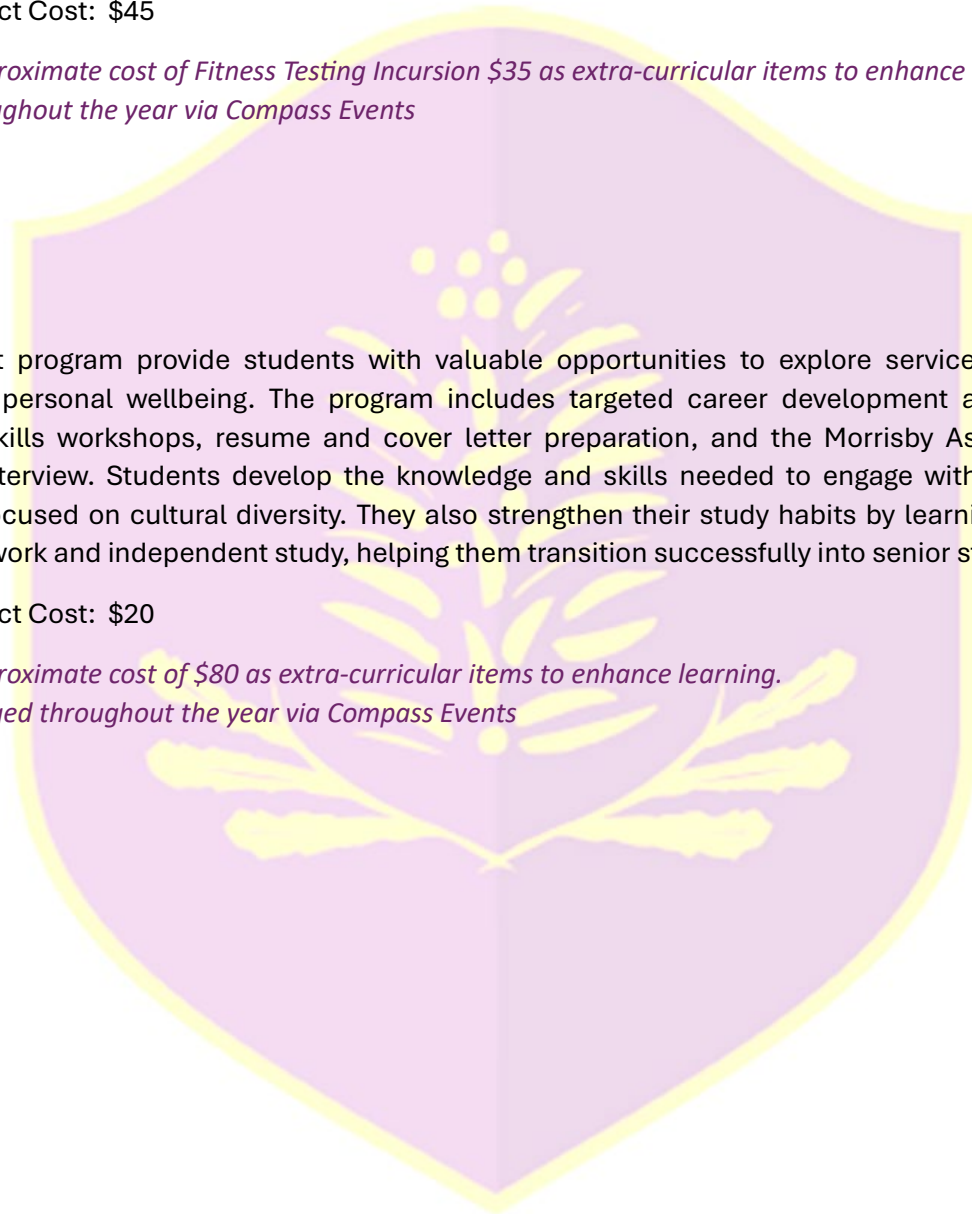 ct Cost: $45
roximate cost of Fitness Testing Incursion $35 as extra-curricular items to enhance
ughout the year via Compass Events
t program provide students with valuable opportunities to explore service
personal wellbeing. The program includes targeted career development a
kills workshops, resume and cover letter preparation, and the Morrisby As
terview. Students develop the knowledge and skills needed to engage with
ocused on cultural diversity. They also strengthen their study habits by learni
work and independent study, helping them transition successfully into senior st
ct Cost: $20
roximate cost of $80 as extra-curricular items to enhance learning.
ged throughout the year via Compass Events